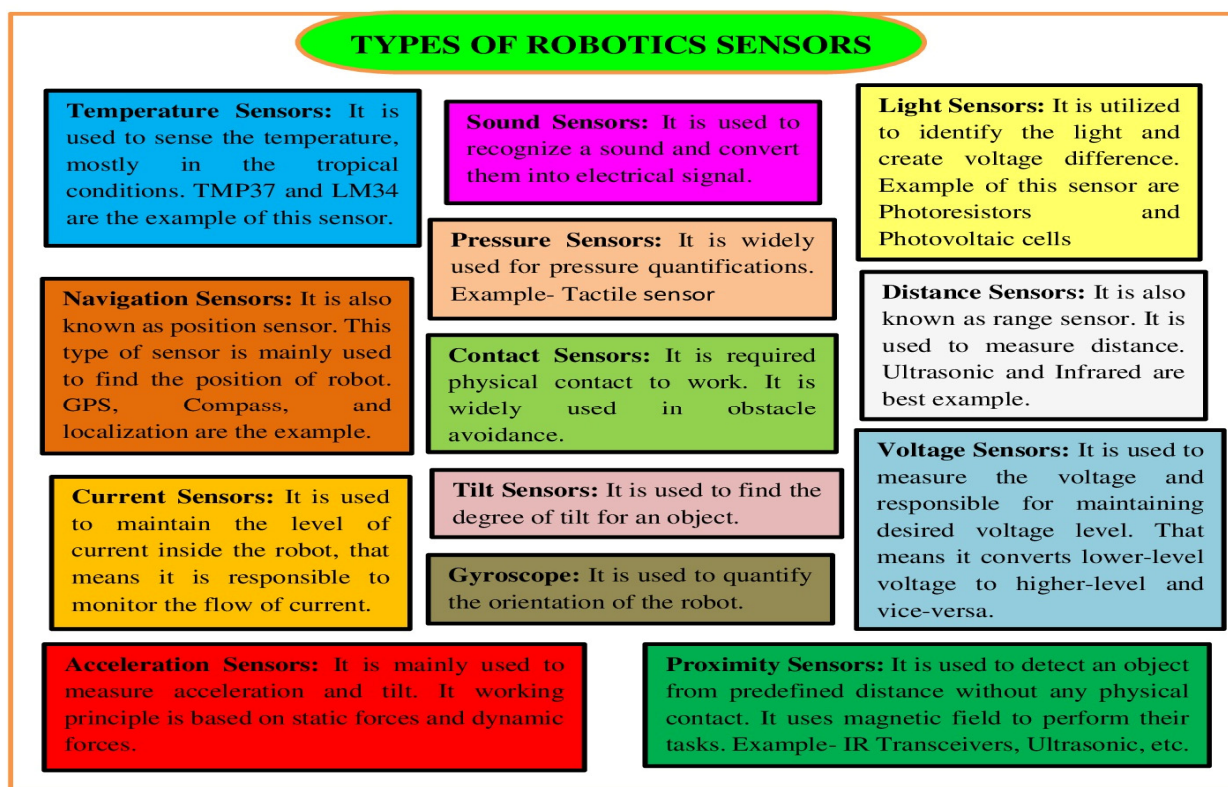 TYPES OF ROBOTICS SENSORS
Temperature Sensors: It is
used to sense the temperature,
mostly in the tropical
conditions. TMP37 and LM34
are the example of this sensor.
Sound Sensors: It is used to
recognize a sound and convert
them into electrical signal.
Light Sensors: It is utilized
to identify the light and
create voltage difference.
Example of this sensor are
Photoresistors and
Photovoltaic cells
Pressure Sensors: It is widely
used for pressure quantifications.
Example- Tactile sensor
Navigation Sensors: It is also
known as position sensor. This
type of sensor is mainly used
to find the position of robot.
GPS, Compass, and
localization are the example.
Contact Sensors: It is required
physical contact to work. It is
widely used in obstacle
avoidance.
Distance Sensors: It is also
known as range sensor. It is
used to measure distance.
Ultrasonic and Infrared are
best example.
Current Sensors: It is used
to maintain the level of
current inside the robot, that
means it is responsible to
monitor the flow of current.
Tilt Sensors: It is used to find the
degree of tilt for an object.
Gyroscope: It is used to quantify
the orientation of the robot.
Voltage Sensors: It is used to
measure the voltage and
responsible for maintaining
desired voltage level. That
means it converts lower-level
voltage to higher-level and
vice-versa.
Acceleration Sensors: It is mainly used to
measure acceleration and tilt. It working
principle is based on static forces and dynamic
forces.
Proximity Sensors: It is used to detect an object
from predefined distance without any physical
contact. It uses magnetic field to perform their
tasks. Example- IR Transceivers, Ultrasonic, etc.